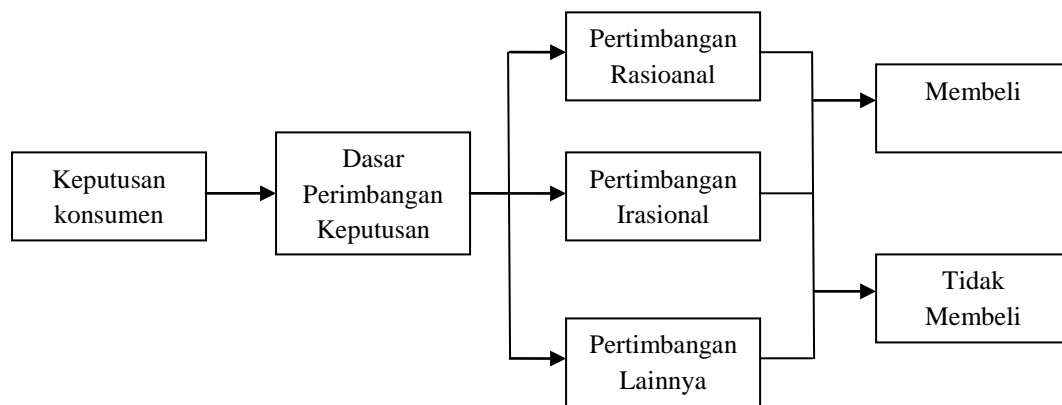 Keputusan
konsumen
Dasar
Perimbangan
Keputusan
Pertimbangan
Rasioanal
Pertimbangan
Irasional
Pertimbangan
Lainnya
Membeli
Tidak
Membeli